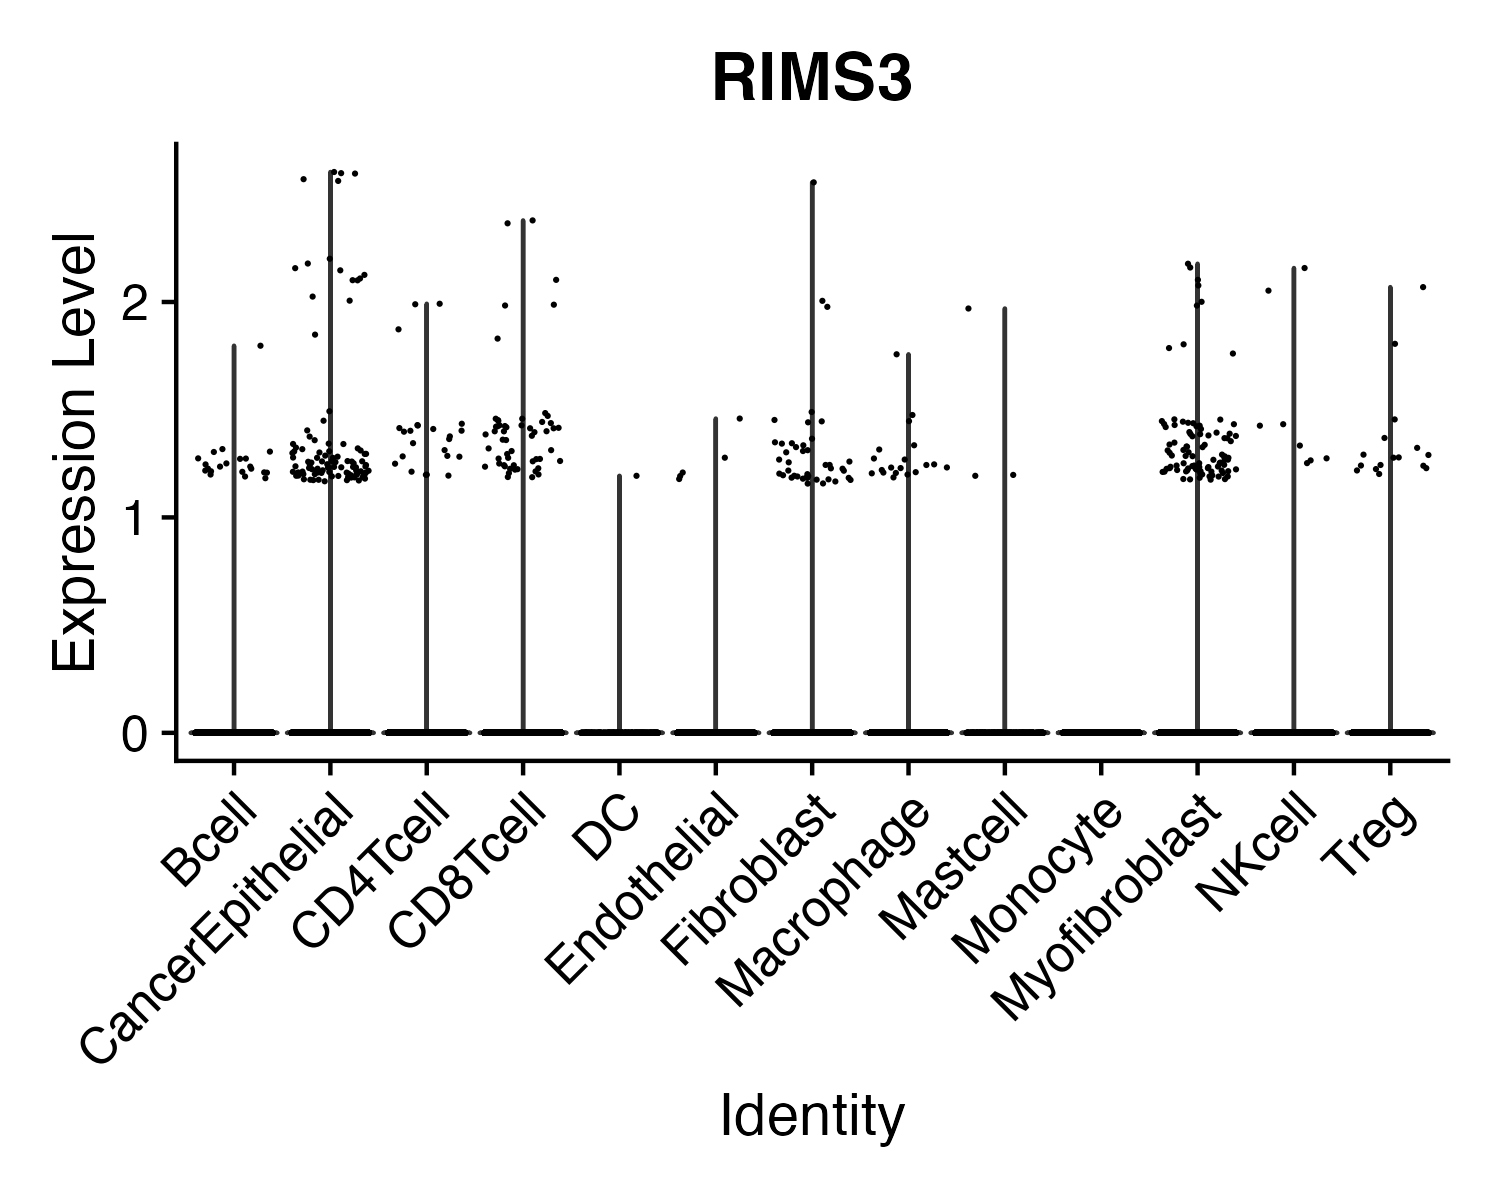 RIMS3
Expression Level
2
1
0
Bcell
CancerEpithelial
CD4Tcell
CD8Tcell
DC
Endothelial
Fibroblast
Macrophage
Mastcell
Monocyte
Myofibroblast
NKcell
Treg
Identity